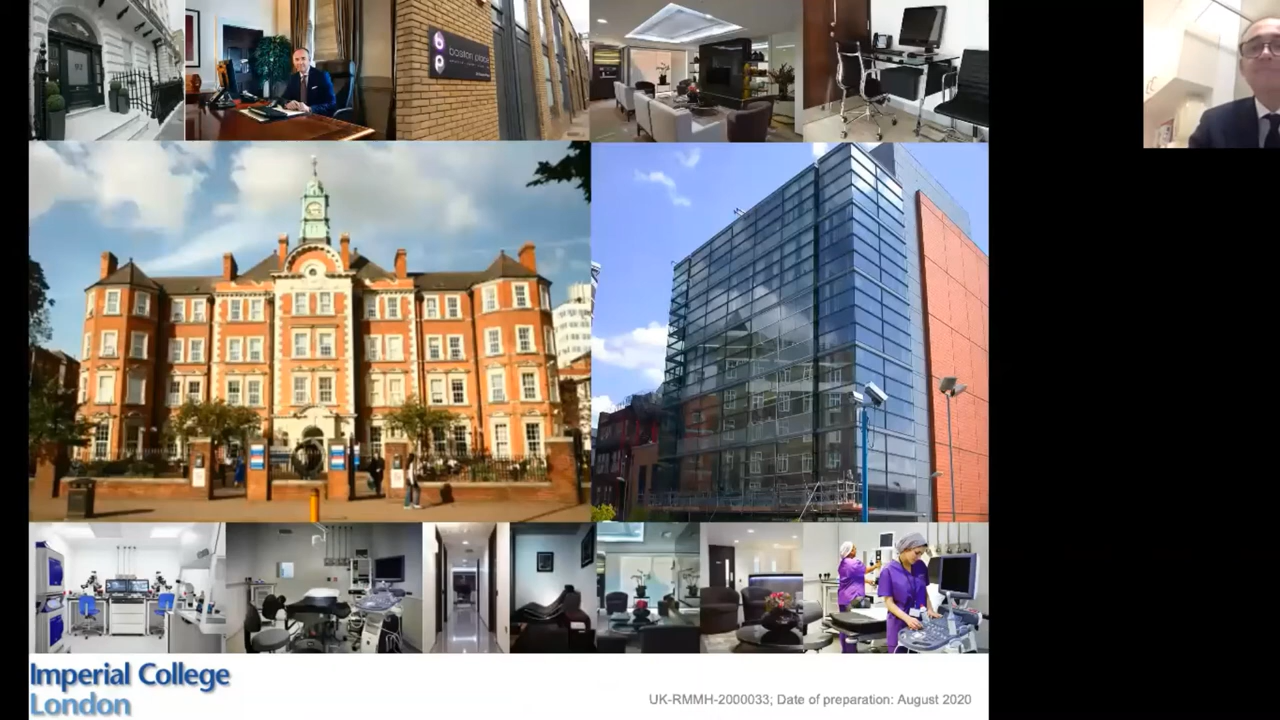 boston place
Imperial College
London
UK-RMMH-2000033; Date of preparation: August 2020